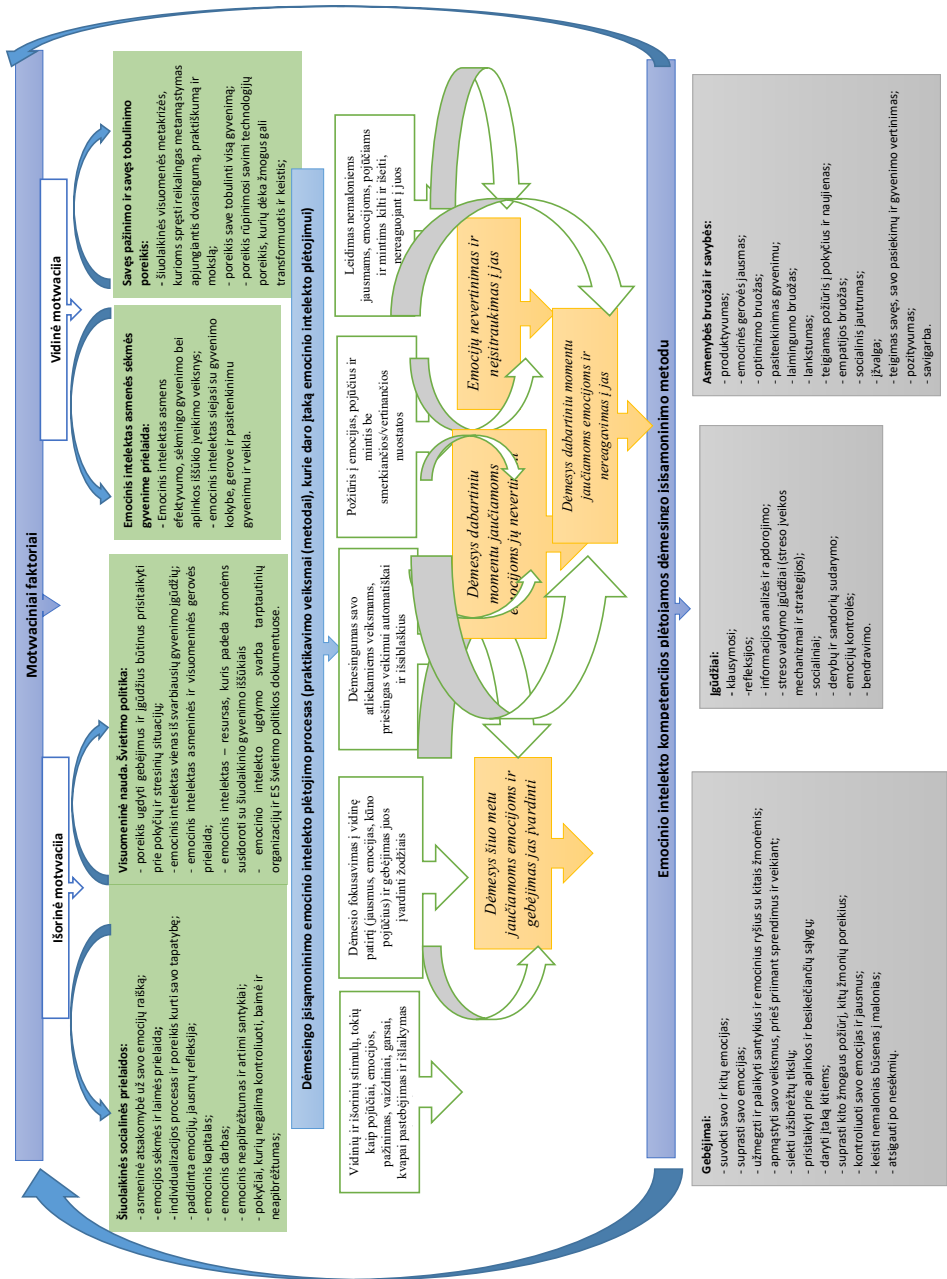 Motyvaciniai faktoriai
Išorinė motyvacija
Vidinė motyvacija
Šiuolaikinės socialinės prielaidos:
- asmeninė atsakomybė už savo emocijų raišką;
- emocijos sėkmės ir laimės prielaida;
- individualizacijos procesas ir poreikis kurti savo tapatybę;
- padidinta emocijų, jausmų refleksija;
- emocinis kapitalas;
- emocinis darbas;
- emocinis neapibrėžtumas ir artimi santykiai;
- pokyčiai, kurių negalima kontroliuoti, baimė ir
neapibrėžtumas;
Visuomeninė nauda. Švietimo politika:
- poreikis ugdyti gebėjimus ir įgūdžius būtinus prisitaikyti
prie pokyčių ir stresinių situacijų;
- emocinis intelektas vienas iš svarbiausių gyvenimo įgūdžių;
- emocinis intelektas asmeninės ir visuomeninės gerovės
prielaida;
- emocinis intelektas – resursas, kuris padeda žmonėms
susidoroti su šiuolaikinio gyvenimo iššūkiais
- emocinio intelekto ugdymo svarba tarptautinių
organizacijų ir ES švietimo politikos dokumentuose.
Emocinis intelektas asmenės sėkmės
gyvenime prielaida:
- Emocinis intelektas asmens
efektyvumo, sėkmingo gyvenimo bei
aplinkos iššūkio įveikimo veiksnys;
- emocinis intelektas siejasi su gyvenimo
kokybe, gerove ir pasitenkinimu
gyvenimu ir veikla.
Savęs pažinimo ir savęs tobulinimo
poreikis:
- šiuolaikinės visuomenės metakrizės,
kurioms spręsti reikalingas metamąstymas
apjungiantis dvasingumą, praktiškumą ir
mokslą;
- poreikis save tobulinti visą gyvenimą;
- poreikis rūpinimosi savimi technologijų
poreikis, kurių dėka žmogus gali
transformuotis ir keistis;
Dėmesingo įsisąmoninimo emocinio intelekto plėtojimo procesas (praktikavimo veiksmai (metodai), kurie daro įtaką emocinio intelekto plėtojimui)
Vidinių ir išorinių stimulų, tokių
kaip pojūčiai, emocijos,
pažinimas, vaizdiniai, garsai,
kvapai pastebėjimas ir išlaikymas
Dėmesio fokusavimas į vidinę
patirtį (jausmus, emocijas, kūno
pojūčius) ir gebėjimas juos
įvardinti žodžiais
Dėmesingumas savo
atliekamiems veiksmams,
priešingas veikimui automatiškai
ir išsiblaškius
Požiūris į emocijas, pojūčius ir
mintis be
smerkiančios/vertinančios
nuostatos
Leidimas nemaloniems
jausmams, emocijoms, pojūčiams
ir mintims kilti ir išeiti,
nereaguojant į juos
Dėmesys šiuo metu
jaučiamoms emocijoms ir
gebėjimas jas įvardinti
Dėmesys dabartiniu
momentu jaučiamoms
emocijoms jų neverti
Emocijų nevertinimas ir
neįsitraukimas į jas
Dėmesys dabartiniu momentu
jaučiamoms emocijoms ir
nereagavimas į jas
Emocinio intelekto kompetencijos plėtojamos dėmesingo įsisąmoninimo metodu
Gebėjimai:
- suvokti savo ir kitų emocijas;
- suprasti savo emocijas;
- užmegzti ir palaikyti santykius ir emocinius ryšius su kitais žmonėmis;
- apmąstyti savo veiksmus, prieš priimant sprendimus ir veikiant;
- siekti užsibrėžtų tikslų;
- prisitaikyti prie aplinkos ir besikeičiančių sąlygų;
- daryti įtaką kitiems;
- suprasti kito žmogaus požiūrį, kitų žmonių poreikius;
- kontroliuoti savo emocijas ir jausmus;
- keisti nemalonias būsenas į malonias;
- atsigauti po nesėkmių.
Įgūdžiai:
- klausymosi;
-refleksijos;
- informacijos analizės ir apdorojimo;
- streso valdymo įgūdžiai (streso įveikos
mechanizmai ir strategijos);
- socialiniai;
- derybų ir sandorių sudarymo;
- emocijų kontrolės;
- bendravimo.
Asmenybės bruožai ir savybės:
- produktyvumas;
- emocinės gerovės jausmas;
- optimizmo bruožas;
- pasitenkinimas gyvenimu;
- laimingumo bruožas;
- lankstumas;
- teigiamas požiūris į pokyčius ir naujienas;
- empatijos bruožas;
- socialinis jautrumas;
- įžvalga;
- teigimas savęs, savo pasiekimų ir gyvenimo vertinimas;
- pozityvumas;
- savigarba.